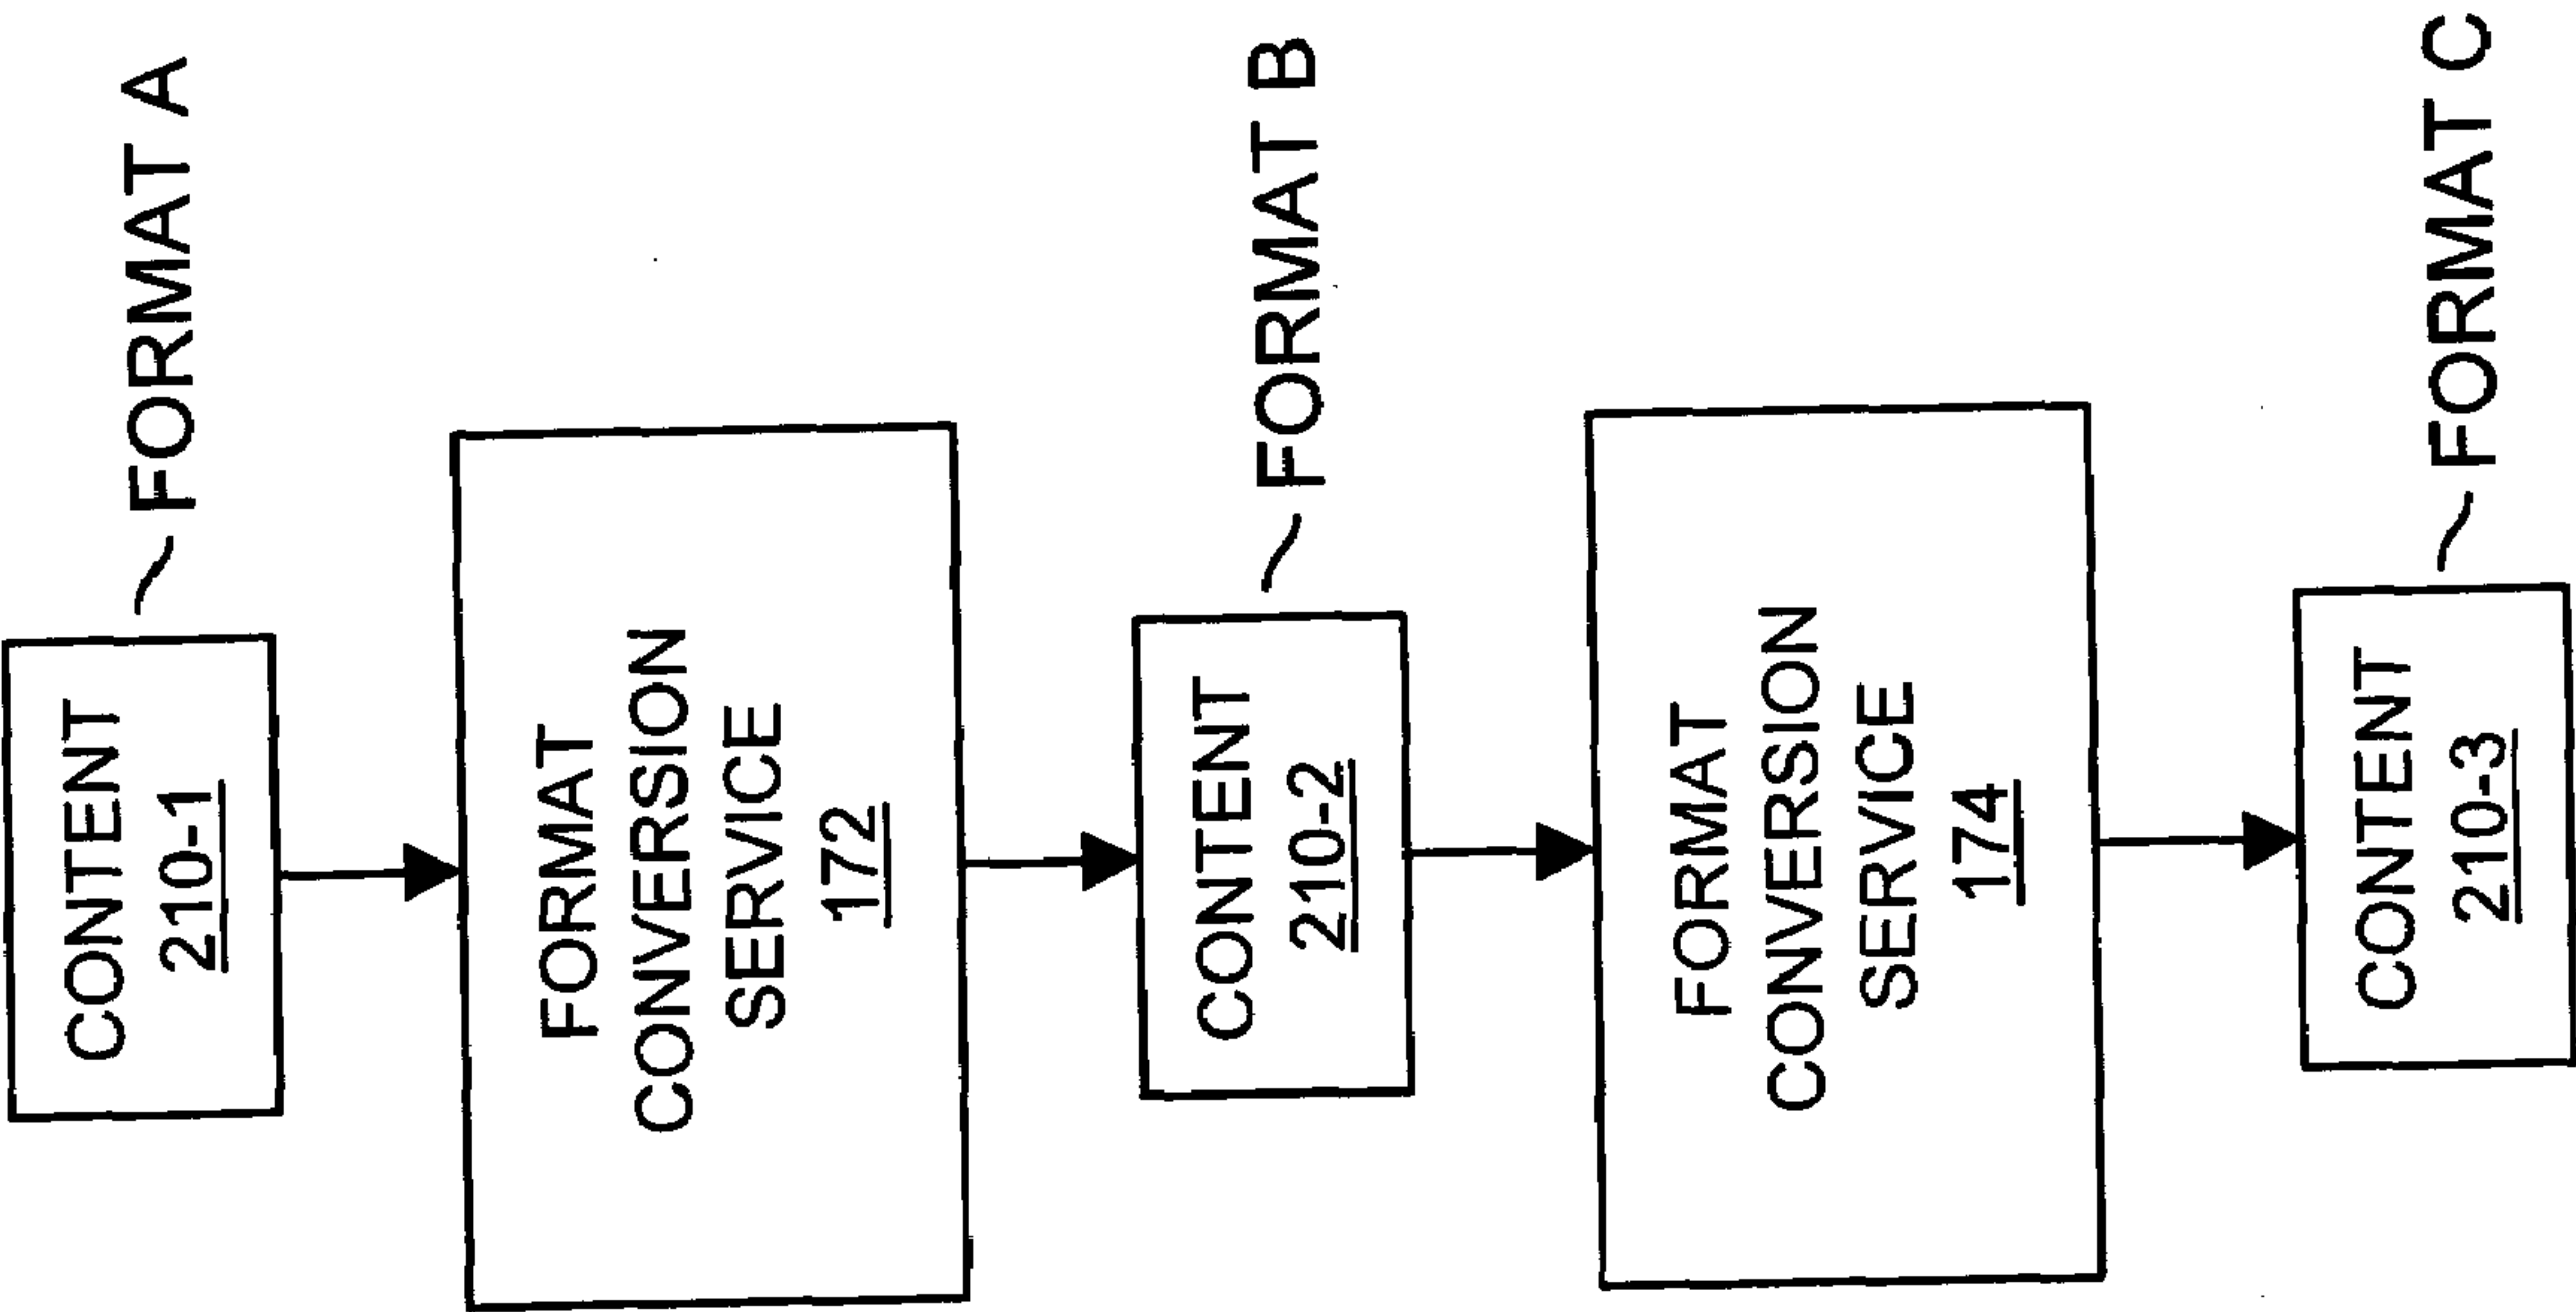 CONTENT
210-1
FORMAT A
FORMAT
CONVERSION
SERVICE
172
CONTENT
210-2
FORMAT B
FORMAT
CONVERSION
SERVICE
174
CONTENT
210-3
FORMAT C